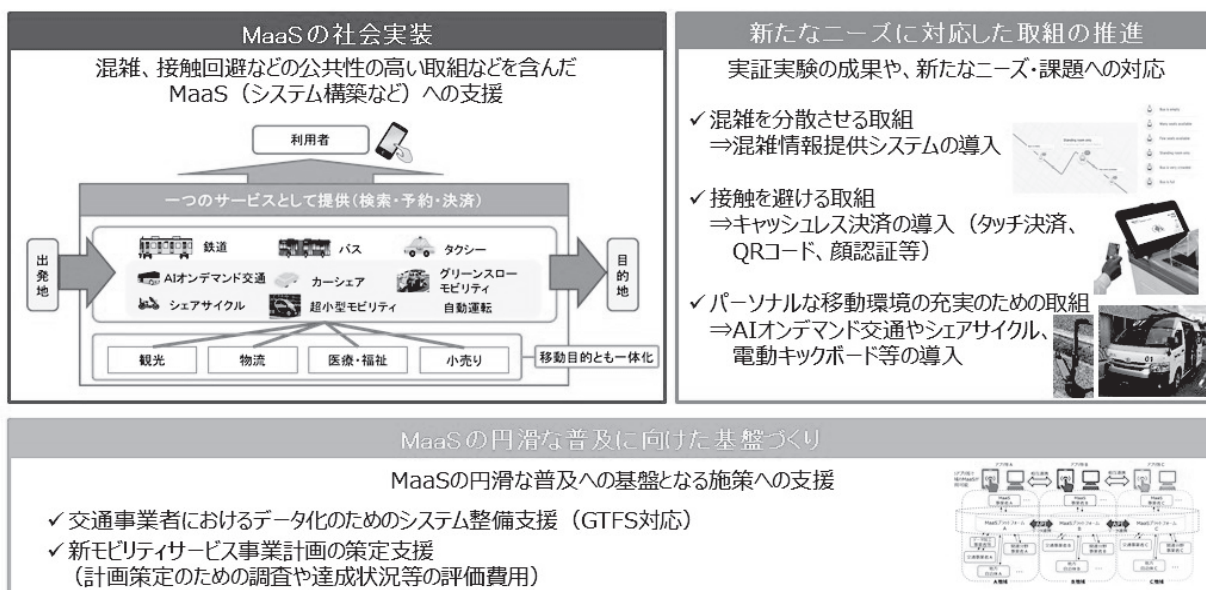 MaaSの社会実装
混雑、接触回避などの公共性の高い取組などを含んだ
MaaS（システム構築など）への支援
利用者
一つのサービスとして提供(検索・予約・決済)
出発地
鉄道
バス
タクシー
AIオンデマンド交通
カーシェア
グリーンスロー
モビリティ
シェアサイクル
超小型モビリティ
自動運転
目的地
観光
物流
医療・福祉
小売り
移動目的とも一体化
新たなニーズに対応した取組の推進
実証実験の成果や、新たなニーズ・課題への対応
✓混雑を分散させる取組
⇒混雑情報提供システムの導入
✓接触を避ける取組
⇒キャッシュレス決済の導入（タッチ決済、
QRコード、顔認証等）
✓パーソナルな移動環境の充実のための取組
⇒AIオンデマンド交通やシェアサイクル、
電動キックボード等の導入
MaaSの円滑な普及に向けた基盤づくり
MaaSの円滑な普及への基盤となる施策への支援
✓交通事業者におけるデータ化のためのシステム整備支援（GTFS対応）
✓新モビリティサービス事業計画の策定支援
（計画策定のための調査や達成状況等の評価費用）